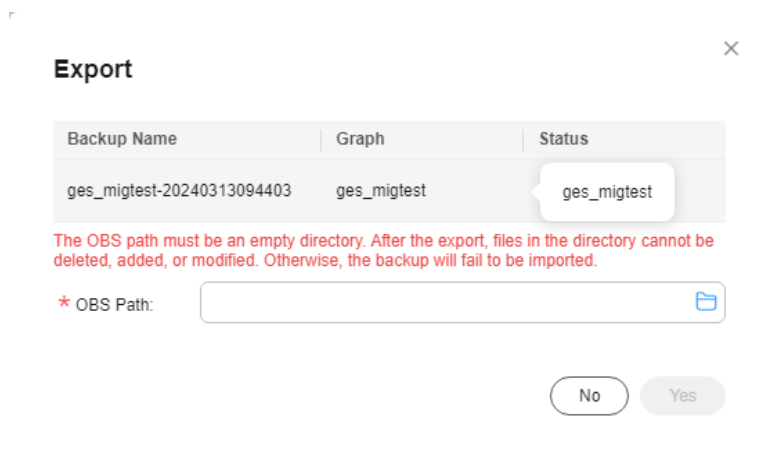 Export
Backup Name Graph Status
ges_migtest-20240313094403 ges_migtest ges_migtest
The OBS path must be an empty directory. After the export, files in the directory cannot be
deleted, added, or modified. Otherwise, the backup will fail to be imported.
* OBS Path:
No Yes